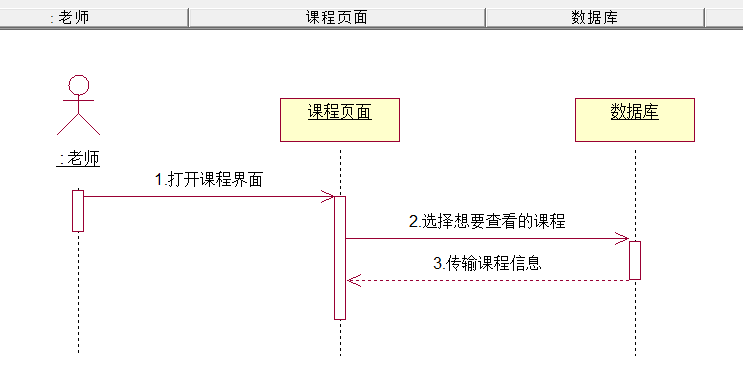 : 老师
课程页面
数据库
课程页面
数据库
: 老师
1.打开课程界面
2.选择想要查看的课程
3.传输课程信息